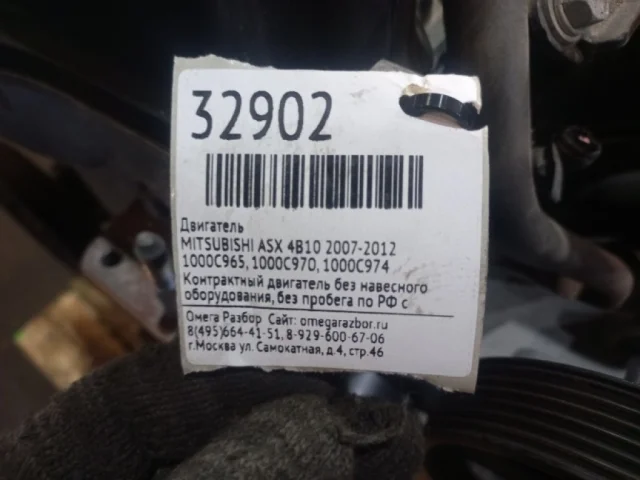 32902
Двигатель
MITSUBISHI ASX 4B10 2007-2012
1000C965, 1000C970, 1000C974
Контрактный двигатель без навесного
оборудования, без пробега по РФ с
Омега Разбор Сайт: omegarazbor.ru
8(495)664-41-51, 8-929-600-67-06
г.Москва ул. Самокатная, д.4, стр.46